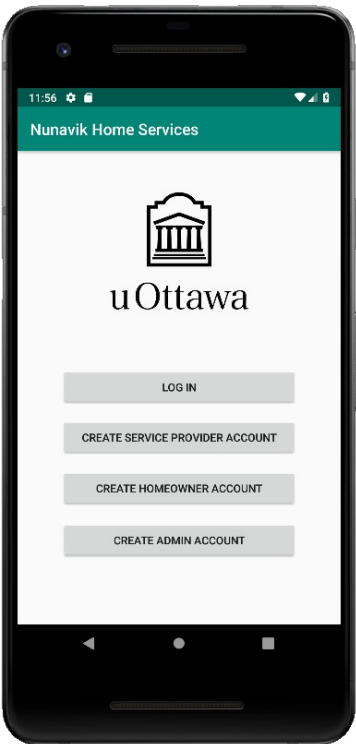 11:56
Nunavik Home Services
uOttawa
LOG IN
CREATE SERVICE PROVIDER ACCOUNT
CREATE HOMEOWNER ACCOUNT
CREATE ADMIN ACCOUNT